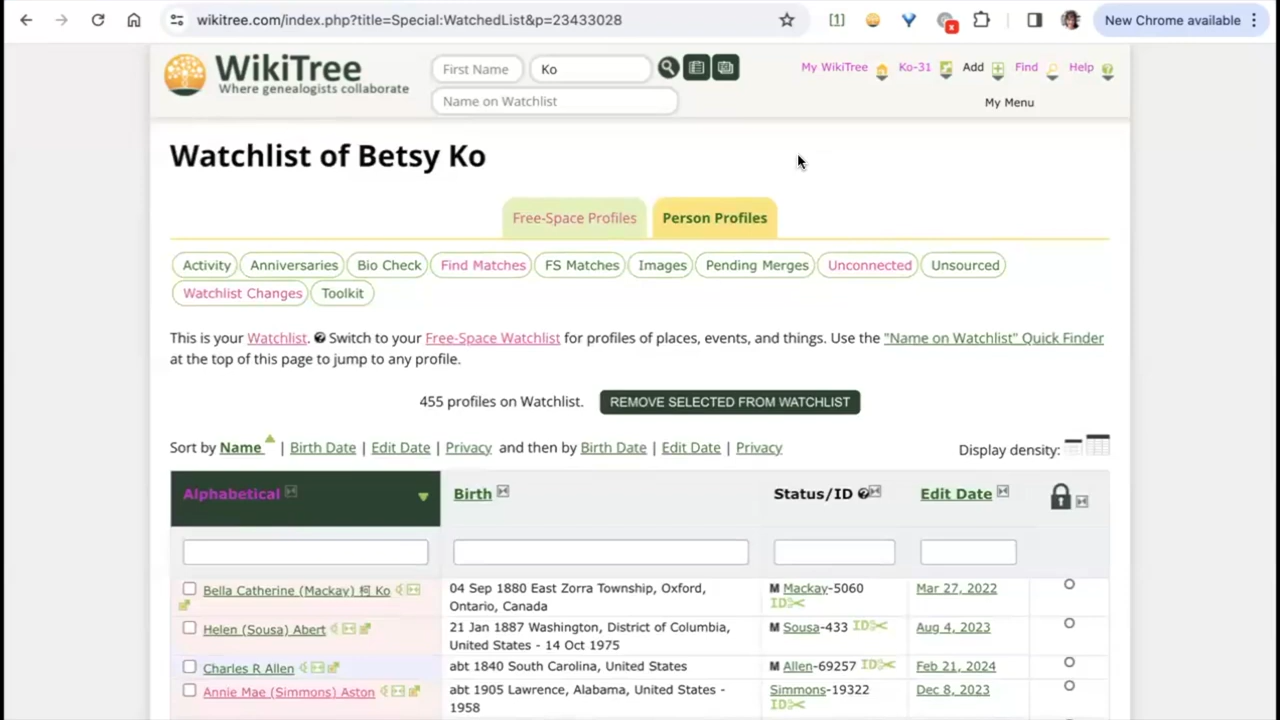 wikitree.com/index.php?title=Special:WatchedList&p=23433028
[1]
New Chrome available
WikiTree
Where genealogists collaborate
First Name Ko
Name on Watchlist
My WikiTree Ko-31 Add Find Help
My Menu
Watchlist of Betsy Ko
Free-Space Profiles Person Profiles
Activity Anniversaries Bio Check Find Matches FS Matches Images Pending Merges Unconnected Unsourced
Watchlist Changes Toolkit
This is your Watchlist. Switch to your Free-Space Watchlist for profiles of places, events, and things. Use the "Name on Watchlist" Quick Finder
at the top of this page to jump to any profile.
455 profiles on Watchlist. REMOVE SELECTED FROM WATCHLIST
Sort by Name | Birth Date | Edit Date | Privacy and then by Birth Date | Edit Date | Privacy Display density:
Alphabetical Birth Status/ID Edit Date
Bella Catherine (Mackay) 柯 Ko 04 Sep 1880 East Zorra Township, Oxford, M Mackay-5060 Mar 27, 2022
Ontario, Canada ID
Helen (Sousa) Abert 21 Jan 1887 Washington, District of Columbia, M Sousa-433 ID Aug 4, 2023
United States - 14 Oct 1975
Charles R Allen abt 1840 South Carolina, United States M Allen-69257 ID Feb 21, 2024
Annie Mae (Simmons) Aston abt 1905 Lawrence, Alabama, United States - Simmons-19322 Dec 8, 2023
1958 ID